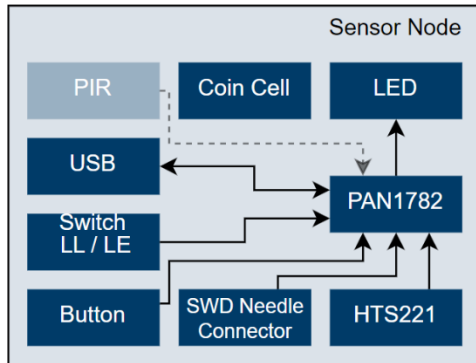 Sensor Node
PIR
Coin Cell
LED
USB
PAN1782
Switch
LL / LE
Button
SWD Needle
Connector
HTS221